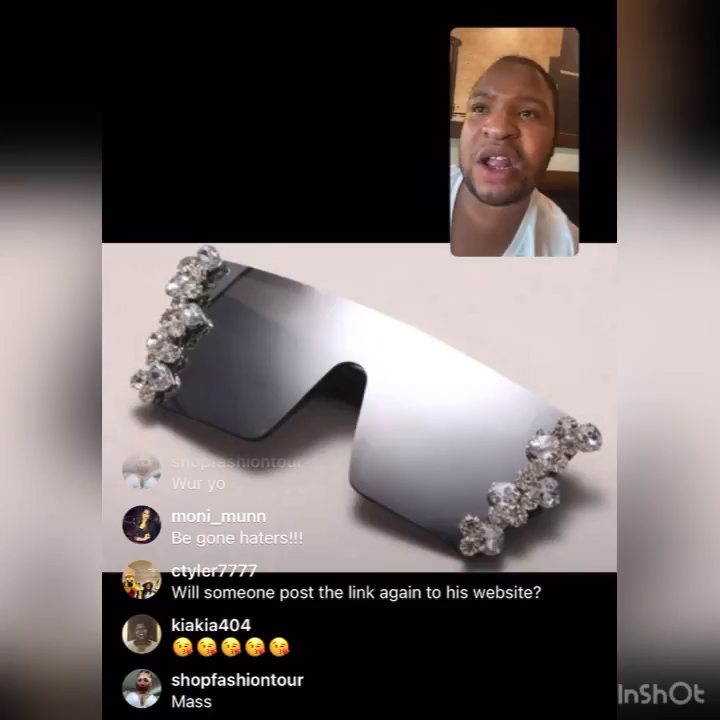 shopfashiontour
Wur yo
moni_munn
Be gone haters!!!
ctyler7777
Will someone post the link again to his website?
kiakia404
😘😘😘😘😘
shopfashiontour
Mass
InShOt